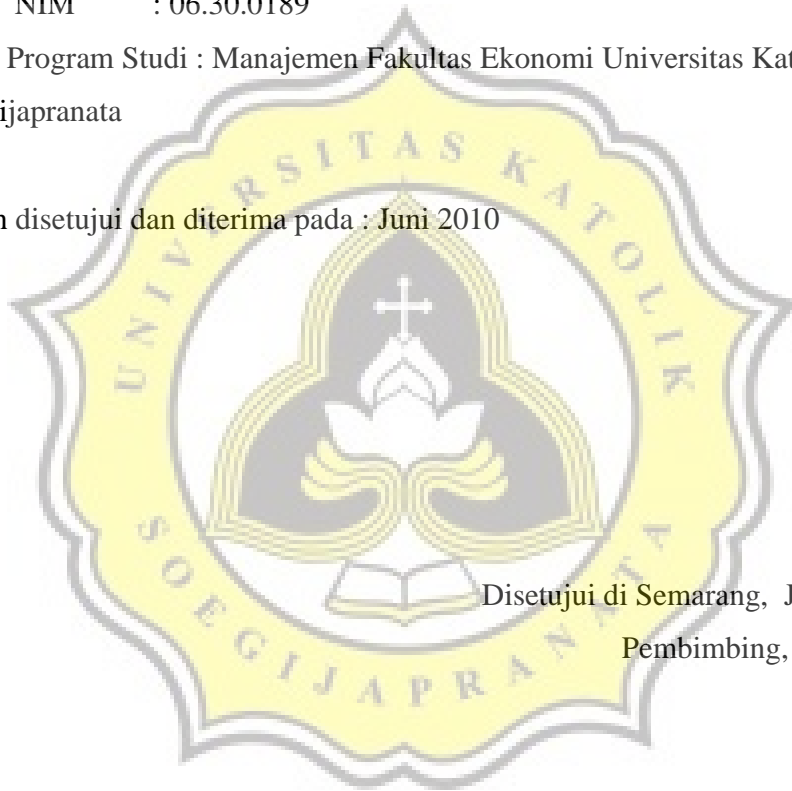 NIM : 06.30.0189
Program Studi : Manajemen Fakultas Ekonomi Universitas Kat
ijapranata
disetujui dan diterima pada : Juni 2010
UNIVERSITAS KATOLIK
SOEGIJAPRANATA
Disetujui di Semarang, J
Pembimbing,